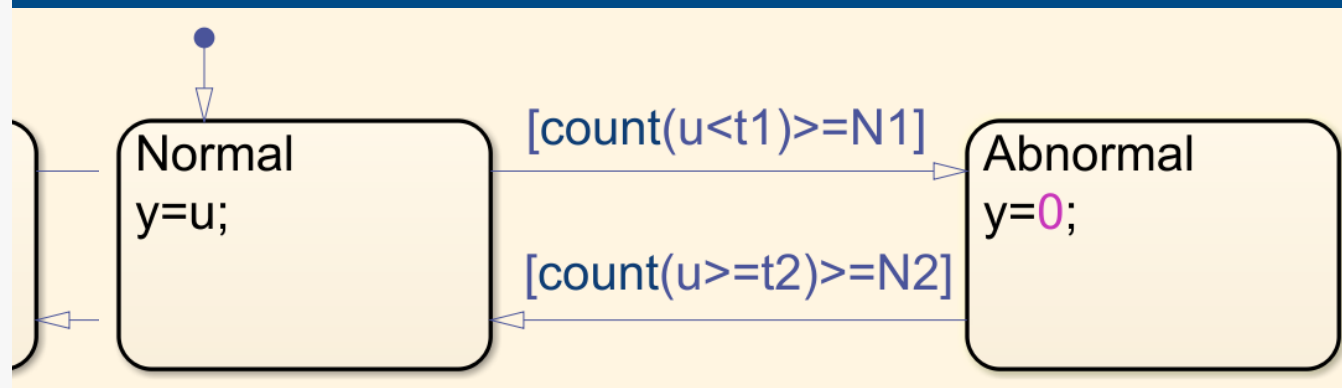 [count(u<t1)>=N1]
Normal
y=u;
Abnormal
y=0;
[count(u>=t2)>=N2]